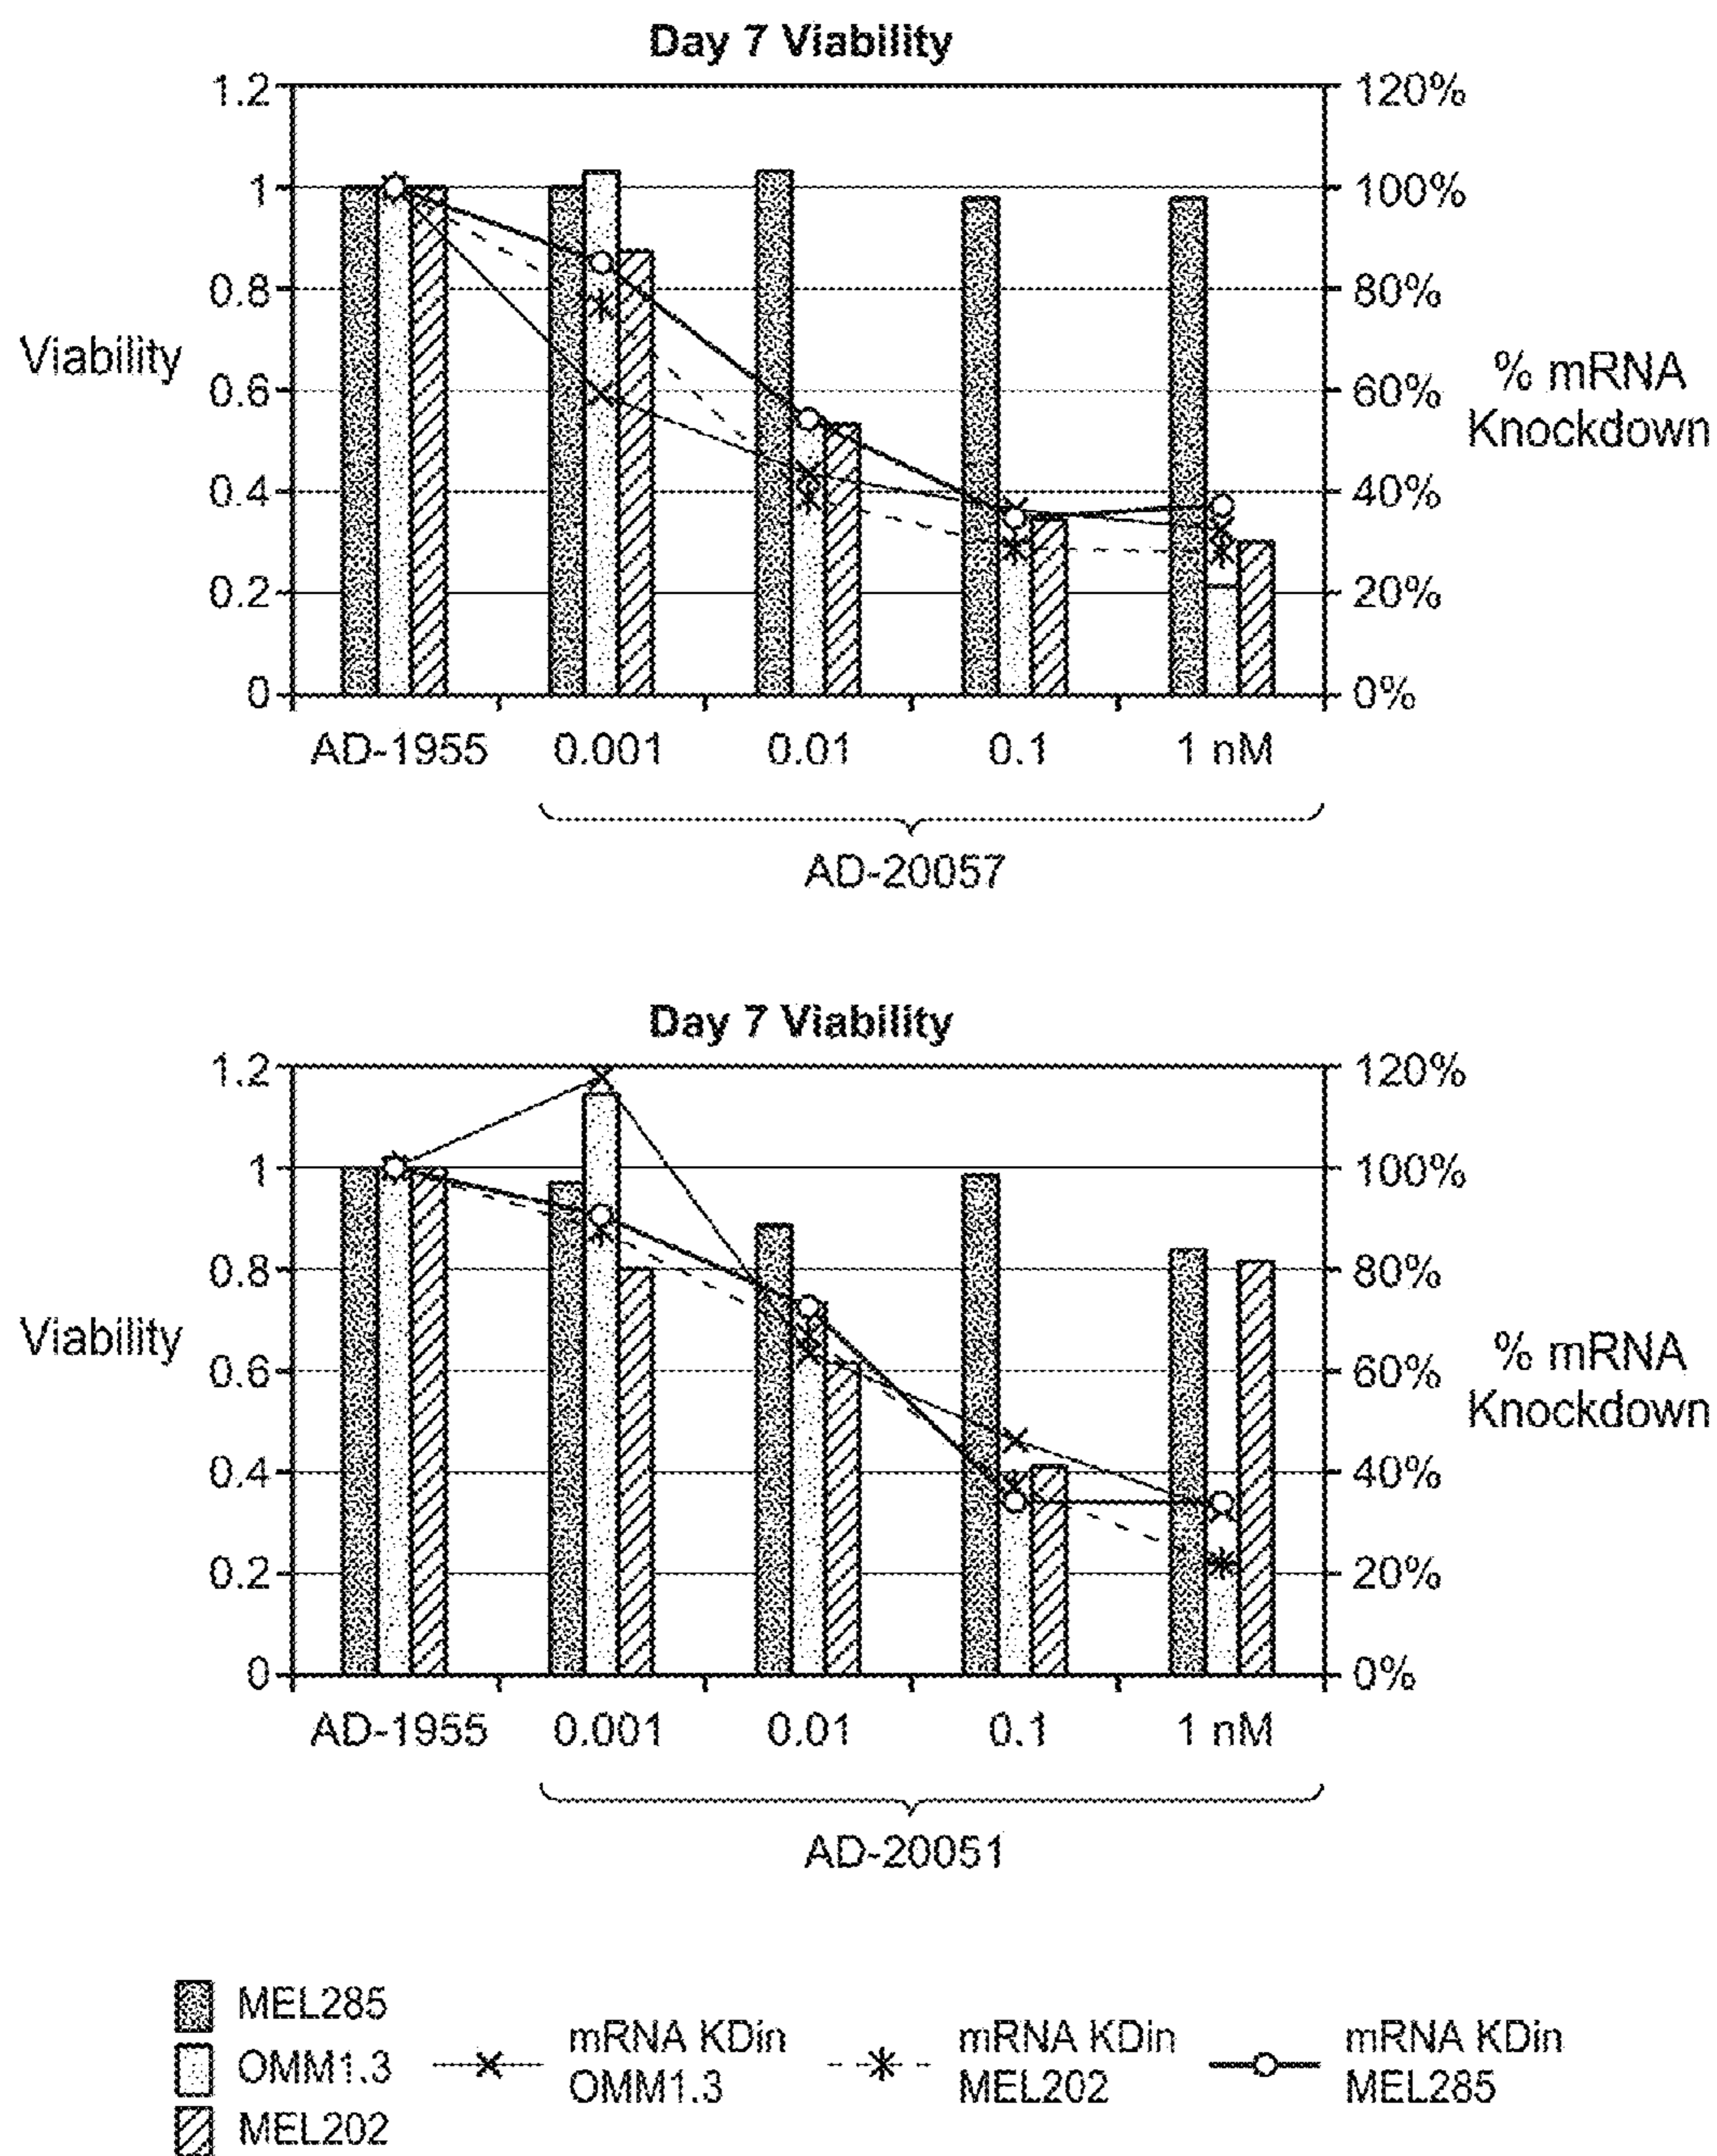 Day 7 Viability
1.2
1
0.8
0.6
0.4
0.2
0
Viability
120%
100%
80%
60%
40%
20%
0%
% mRNA
Knockdown
AD-1955 0.001 0.01 0.1 1 nM
AD-20057
Day 7 Viability
1.2
1
0.8
0.6
0.4
0.2
0
Viability
120%
100%
80%
60%
40%
20%
0%
% mRNA
Knockdown
AD-1955 0.001 0.01 0.1 1 nM
AD-20051
MEL285
OMM1.3
MEL202
mRNA KDin
OMM1.3
mRNA KDin
MEL202
mRNA KDin
MEL285